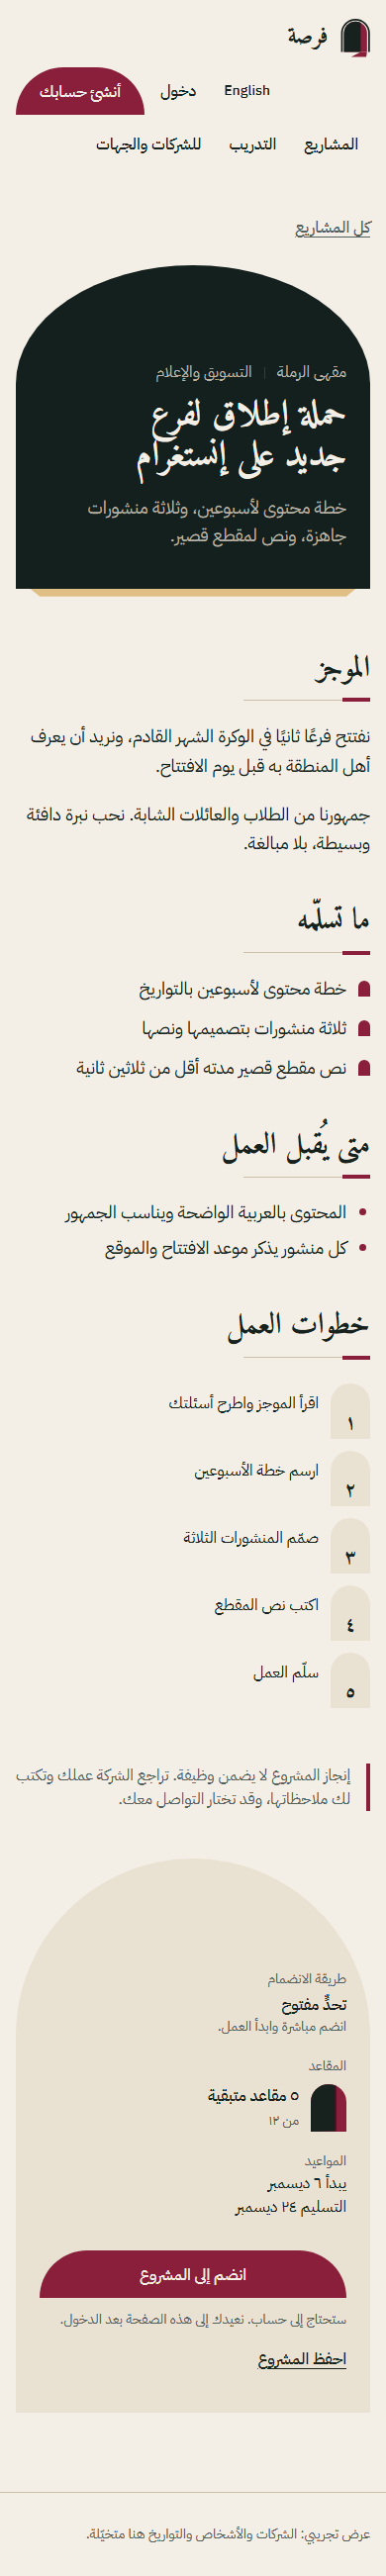 فرصة
English
دخول
أنشئ حسابك
المشاريع
التدريب
للشركات والجهات
كل المشاريع
مقهى الرملة | التسويق والإعلام
حملة إطلاق لفرع
جديد على إنستغرام
خطة محتوى لأسبوعين، وثلاثة منشورات
جاهزة، ونص لمقطع قصير.
الموجز
نفتتح فرعًا ثانيًا في الوكرة الشهر القادم، ونريد أن يعرف
أهل المنطقة به قبل يوم الافتتاح.
جمهورنا من الطلاب والعائلات الشابة. نحب نبرة دافئة
وبسيطة، بلا مبالغة.
ما تسلّمه
خطة محتوى لأسبوعين بالتواريخ
ثلاثة منشورات بتصميمها ونصها
نص مقطع قصير مدته أقل من ثلاثين ثانية
متى يُقبل العمل
المحتوى بالعربية الواضحة ويناسب الجمهور
كل منشور يذكر موعد الافتتاح والموقع
خطوات العمل
١
اقرأ الموجز واطرح أسئلتك
٢
ارسم خطة الأسبوعين
٣
صمّم المنشورات الثلاثة
٤
اكتب نص المقطع
٥
سلّم العمل
إنجاز المشروع لا يضمن وظيفة. تراجع الشركة عملك وتكتب
لك ملاحظاتها، وقد تختار التواصل معك.
طريقة الانضمام
تحدٍّ مفتوح
انضم مباشرة وابدأ العمل.
المقاعد
٥ مقاعد متبقية
من ١٢
المواعيد
يبدأ ٦ ديسمبر
التسليم ٢٤ ديسمبر
انضم إلى المشروع
ستحتاج إلى حساب. نعيدك إلى هذه الصفحة بعد الدخول.
احفظ المشروع
عرض تجريبي: الشركات والأشخاص والتواريخ هنا متخيّلة.